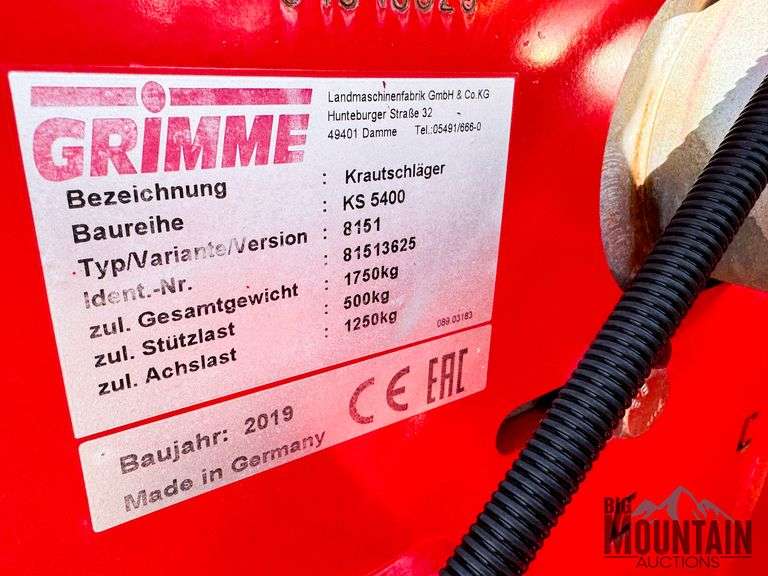 GRIMME
Landmaschinenfabrik GmbH & Co.KG
Hunteburger Straße 32
49401 Damme Tel.:05491/666-0
Bezeichnung : Krautschläger
Baureihe : KS 5400
Typ/Variante/Version : 8151
Ident.-Nr. : 81513625
zul. Gesamtgewicht : 1750kg
zul. Stützlast : 500kg
zul. Achslast : 1250kg
089.03183
Baujahr: 2019
Made in Germany
CE EAC
BIG
MOUNTAIN
AUCTIONS